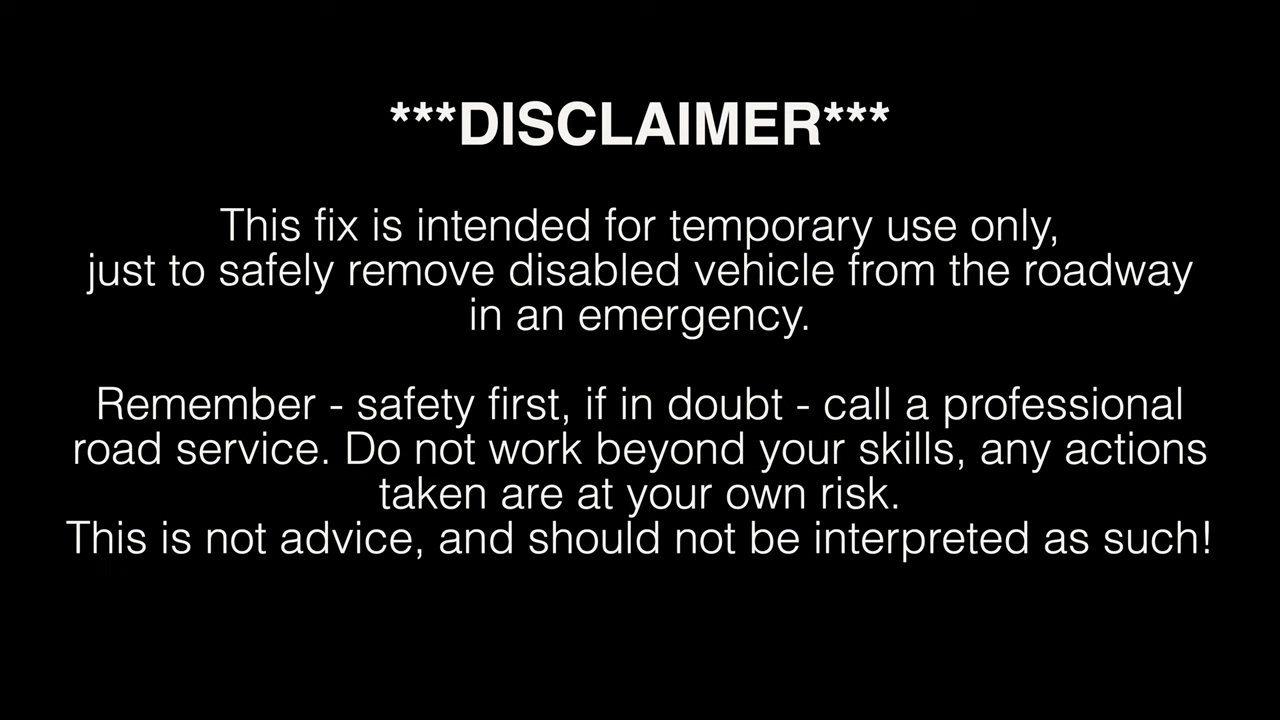 ***DISCLAIMER***
This fix is intended for temporary use only,
just to safely remove disabled vehicle from the roadway
in an emergency.
Remember - safety first, if in doubt - call a professional
road service. Do not work beyond your skills, any actions
taken are at your own risk.
This is not advice, and should not be interpreted as such!